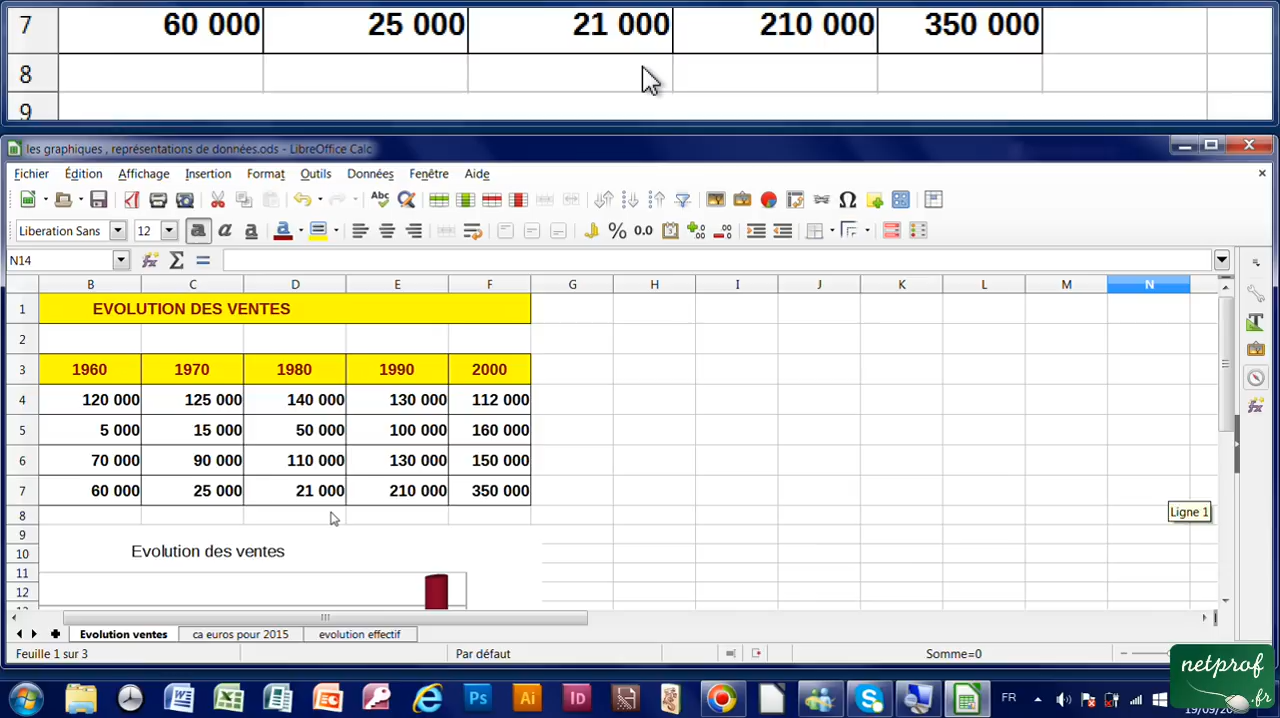 7 60 000 25 000 21 000 210 000 350 000
8
9
les graphiques , représentations de données.ods - LibreOffice Calc
Fichier Édition Affichage Insertion Format Outils Données Fenêtre Aide
Liberation Sans 12
N14
B C D E F G H I J K L M N
1 EVOLUTION DES VENTES
2
3 1960 1970 1980 1990 2000
4 120 000 125 000 140 000 130 000 112 000
5 5 000 15 000 50 000 100 000 160 000
6 70 000 90 000 110 000 130 000 150 000
7 60 000 25 000 21 000 210 000 350 000
8
Ligne 1
9
10 Evolution des ventes
11
12
Evolution ventes ca euros pour 2015 evolution effectif
Feuille 1 sur 3 Par défaut Somme=0
netprof
.fr
FR